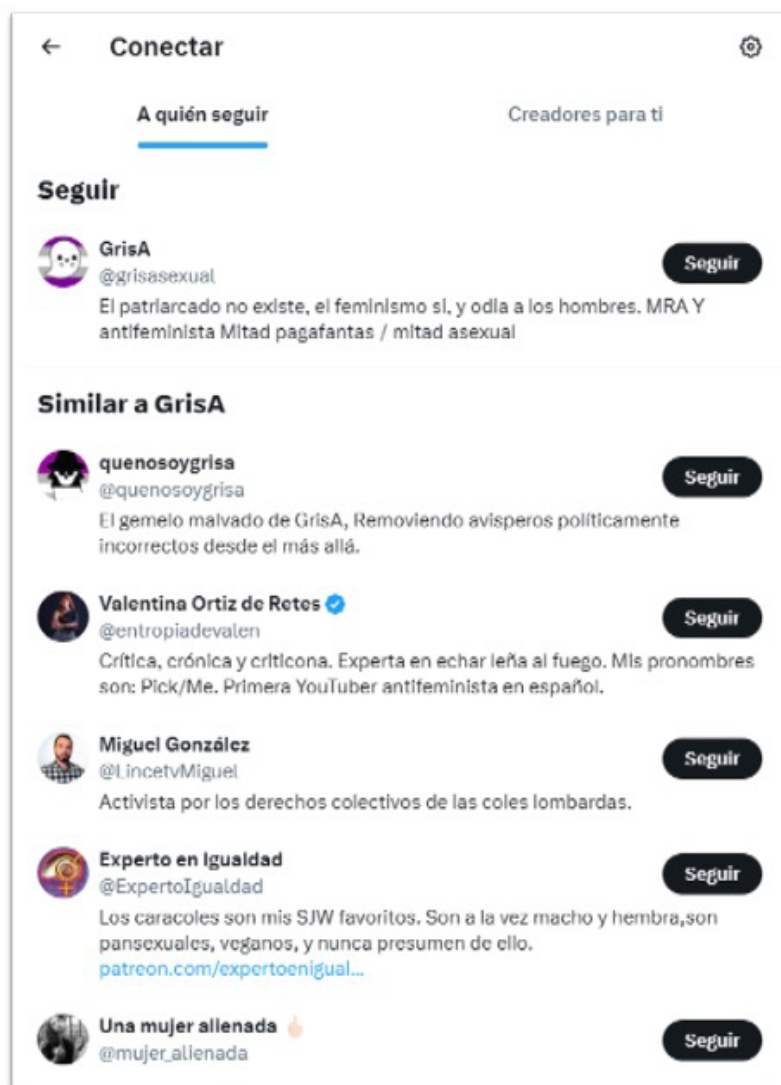 Conectar
A quién seguir
Creadores para ti
Seguir
GrisA
Seguir
@grisasexual
El patriarcado no existe, el feminismo si, y odia a los hombres. MRA Y
antifeminista Mitad pagafantas / mitad asexual
Similar a GrisA
quenosoygrisa
Seguir
@quenosoygrisa
El gemelo malvado de GrisA, Removiendo avisperos políticamente
incorrectos desde el más allá.
Valentina Ortiz de Retes
Seguir
@entropiadevalen
Crítica, crónica y criticona. Experta en echar leña al fuego. Mis pronombres
son: Pick/Me. Primera YouTuber antifeminista en español.
Miguel González
Seguir
@LincetvMiguel
Activista por los derechos colectivos de las coles lombardas.
Experto en Igualdad
Seguir
@ExpertoIgualdad
Los caracoles son mis SJW favoritos. Son a la vez macho y hembra,son
pansexuales, veganos, y nunca presumen de ello.
patreon.com/expertoenigual...
Una mujer alienada 🖕🏻
Seguir
@mujer_alienada